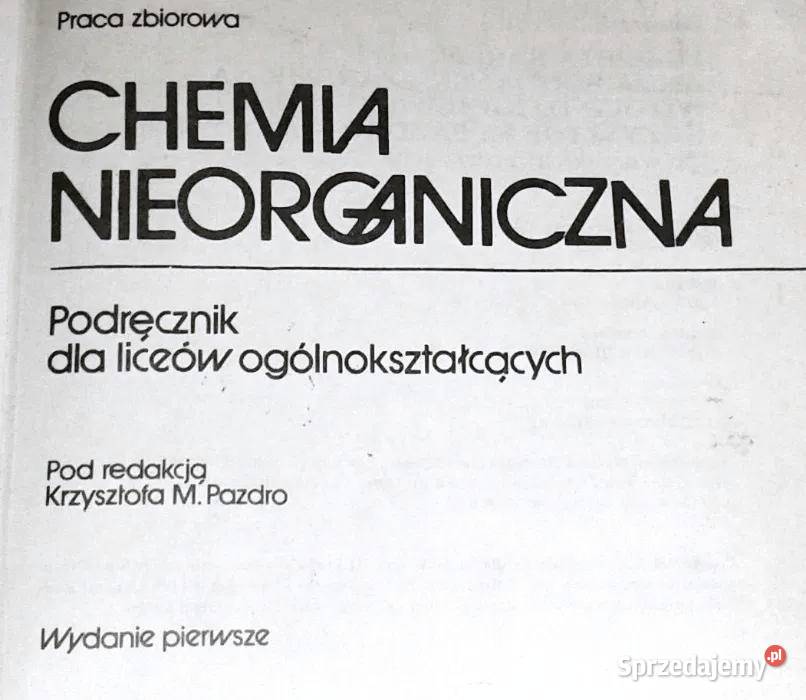 Praca zbiorowa
CHEMIA
NIEORGANICZNA
Podręcznik
dla liceów ogólnokształcących
Pod redakcją
Krzysztofa M. Pazdro
Wydanie pierwsze
Sprzedajemy.pl